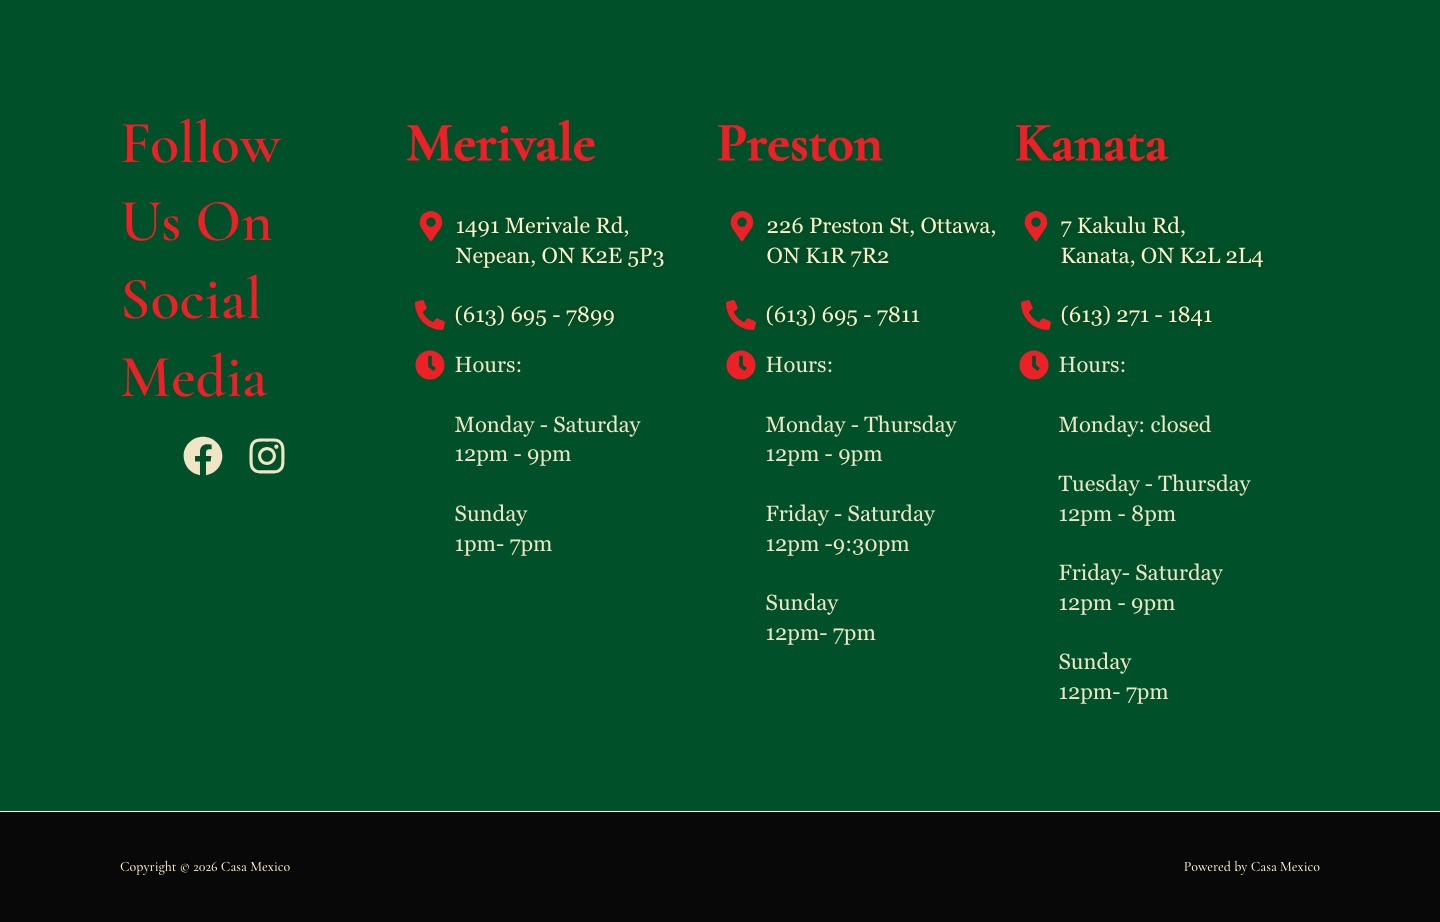 Follow
Us On
Social
Media
Merivale
1491 Merivale Rd,
Nepean, ON K2E 5P3
(613) 695 - 7899
Hours:
Monday - Saturday
12pm - 9pm
Sunday
1pm- 7pm
Preston
226 Preston St, Ottawa,
ON K1R 7R2
(613) 695 - 7811
Hours:
Monday - Thursday
12pm - 9pm
Friday - Saturday
12pm -9:30pm
Sunday
12pm- 7pm
Kanata
7 Kakulu Rd,
Kanata, ON K2L 2L4
(613) 271 - 1841
Hours:
Monday: closed
Tuesday - Thursday
12pm - 8pm
Friday- Saturday
12pm - 9pm
Sunday
12pm- 7pm
Copyright © 2026 Casa Mexico
Powered by Casa Mexico